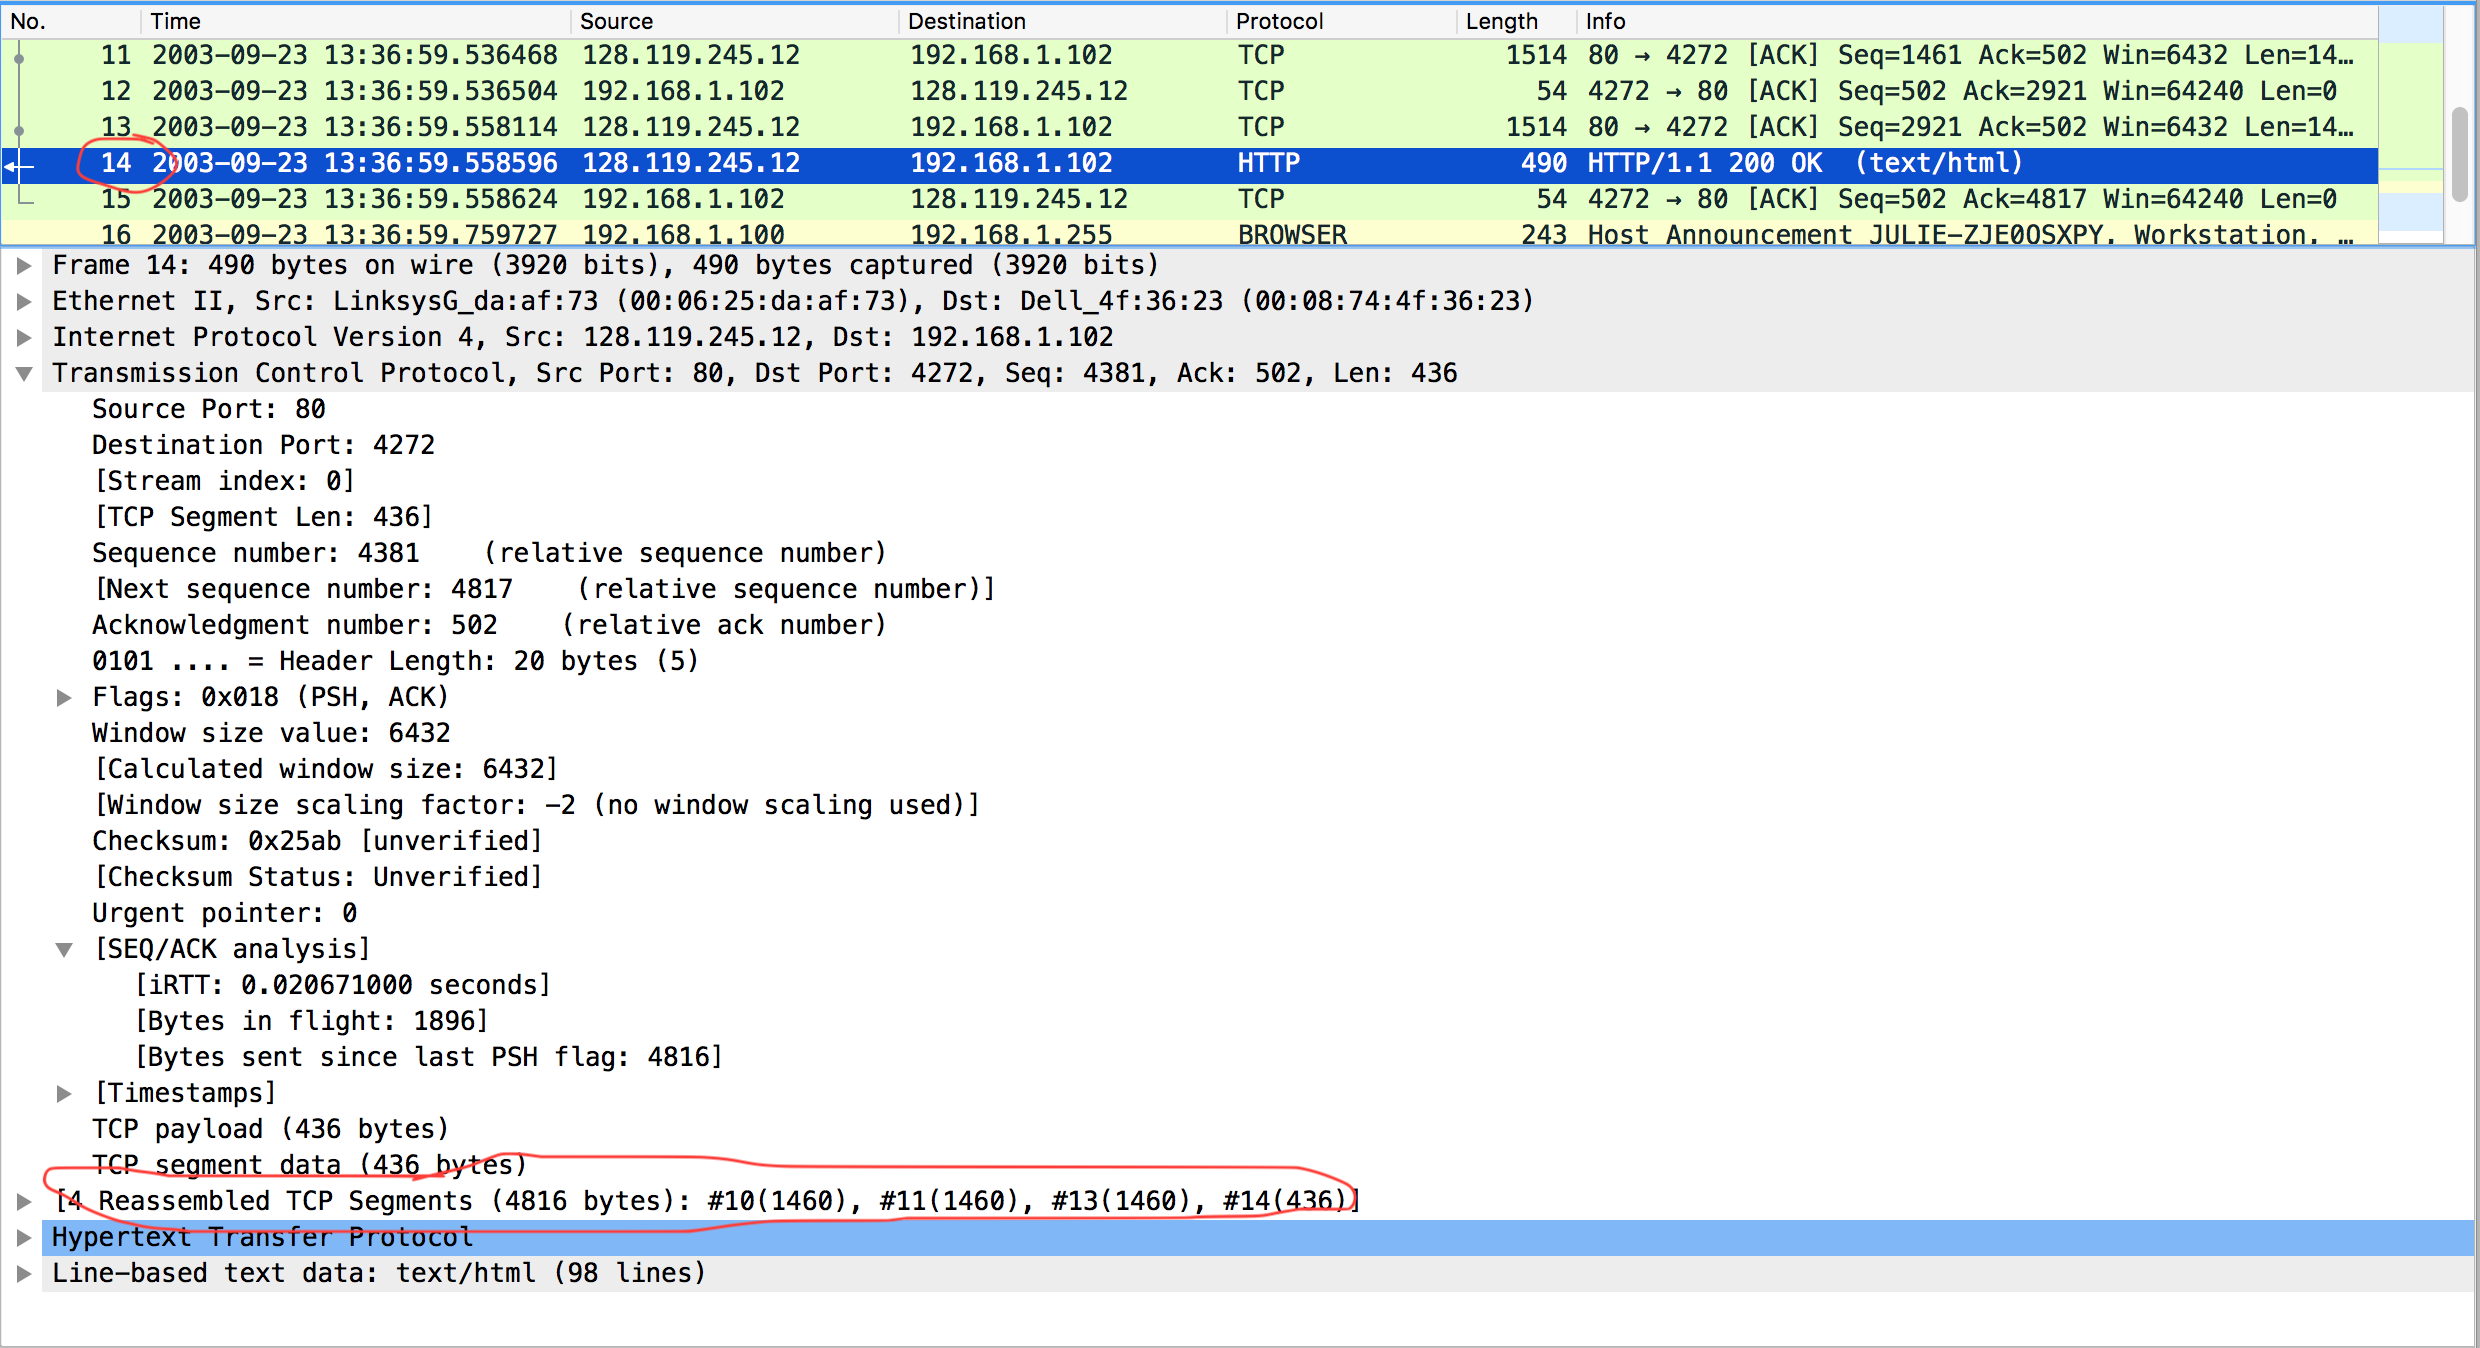 No. Time Source Destination Protocol Length Info
11 2003-09-23 13:36:59.536468 128.119.245.12 192.168.1.102 TCP 1514 80 → 4272 [ACK] Seq=1461 Ack=502 Win=6432 Len=14…
12 2003-09-23 13:36:59.536504 192.168.1.102 128.119.245.12 TCP 54 4272 → 80 [ACK] Seq=502 Ack=2921 Win=64240 Len=0
13 2003-09-23 13:36:59.558114 128.119.245.12 192.168.1.102 TCP 1514 80 → 4272 [ACK] Seq=2921 Ack=502 Win=6432 Len=14…
14 2003-09-23 13:36:59.558596 128.119.245.12 192.168.1.102 HTTP 490 HTTP/1.1 200 OK (text/html)
15 2003-09-23 13:36:59.558624 192.168.1.102 128.119.245.12 TCP 54 4272 → 80 [ACK] Seq=502 Ack=4817 Win=64240 Len=0
16 2003-09-23 13:36:59.759727 192.168.1.100 192.168.1.255 BROWSER 243 Host Announcement JULIE-ZJE0OSXPY, Workstation, …
Frame 14: 490 bytes on wire (3920 bits), 490 bytes captured (3920 bits)
Ethernet II, Src: LinksysG_da:af:73 (00:06:25:da:af:73), Dst: Dell_4f:36:23 (00:08:74:4f:36:23)
Internet Protocol Version 4, Src: 128.119.245.12, Dst: 192.168.1.102
Transmission Control Protocol, Src Port: 80, Dst Port: 4272, Seq: 4381, Ack: 502, Len: 436
Source Port: 80
Destination Port: 4272
[Stream index: 0]
[TCP Segment Len: 436]
Sequence number: 4381 (relative sequence number)
[Next sequence number: 4817 (relative sequence number)]
Acknowledgment number: 502 (relative ack number)
0101 .... = Header Length: 20 bytes (5)
Flags: 0x018 (PSH, ACK)
Window size value: 6432
[Calculated window size: 6432]
[Window size scaling factor: -2 (no window scaling used)]
Checksum: 0x25ab [unverified]
[Checksum Status: Unverified]
Urgent pointer: 0
[SEQ/ACK analysis]
[iRTT: 0.020671000 seconds]
[Bytes in flight: 1896]
[Bytes sent since last PSH flag: 4816]
[Timestamps]
TCP payload (436 bytes)
TCP segment data (436 bytes)
[4 Reassembled TCP Segments (4816 bytes): #10(1460), #11(1460), #13(1460), #14(436)]
Hypertext Transfer Protocol
Line-based text data: text/html (98 lines)